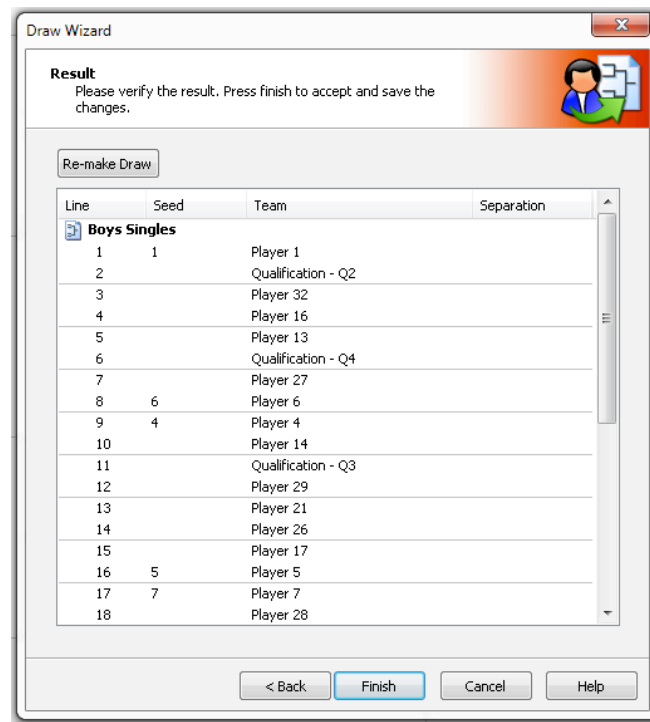 Draw Wizard
Result
Please verify the result. Press finish to accept and save the
changes.
Re-make Draw
Line Seed Team Separation
Boys Singles
1 1 Player 1
2 Qualification - Q2
3 Player 32
4 Player 16
5 Player 13
6 Qualification - Q4
7 Player 27
8 6 Player 6
9 4 Player 4
10 Player 14
11 Qualification - Q3
12 Player 29
13 Player 21
14 Player 26
15 Player 17
16 5 Player 5
17 7 Player 7
18 Player 28
< Back Finish Cancel Help